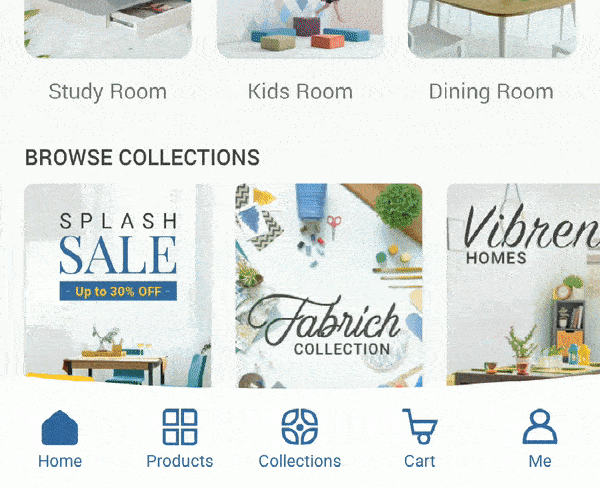 Study Room
Kids Room
Dining Room
BROWSE COLLECTIONS
SPLASH
SALE
- Up to 30% OFF -
Fabrich
COLLECTION
Vibren
HOMES
Home
Products
Collections
Cart
Me